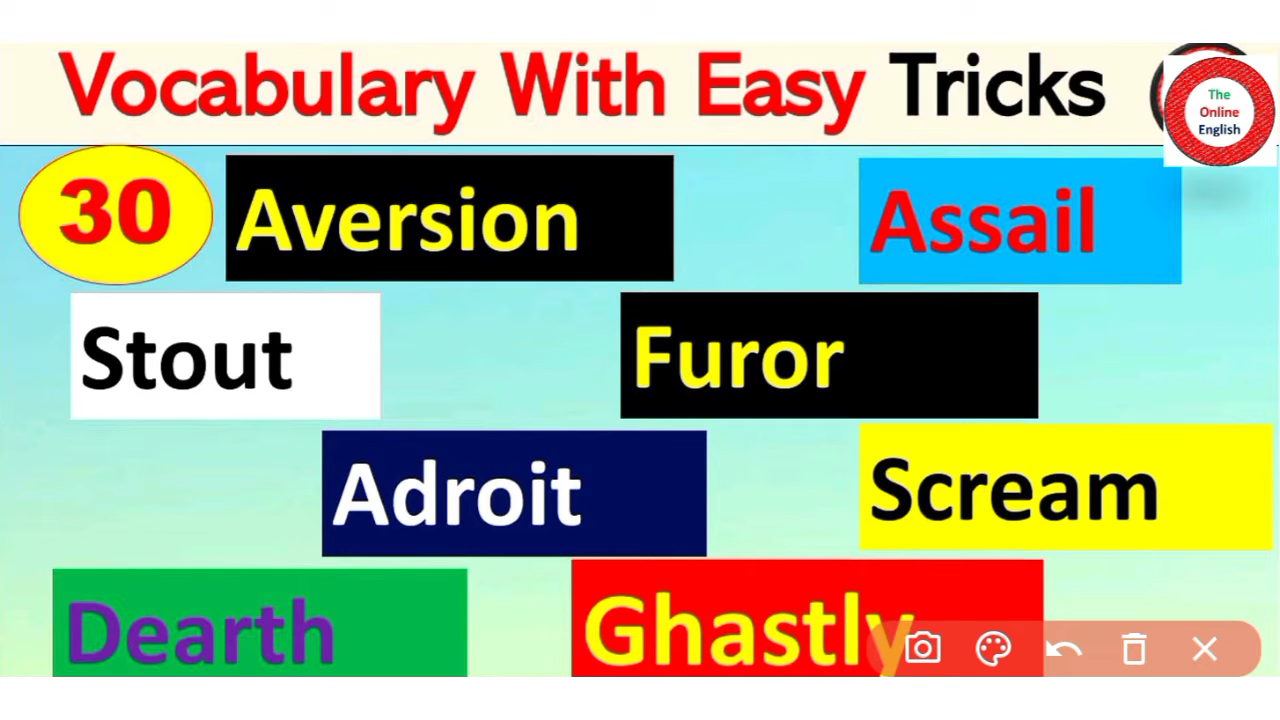 Vocabulary With Easy Tricks
The
Online
English
30 Aversion Assail
Stout Furor
Adroit Scream
Dearth Ghastly